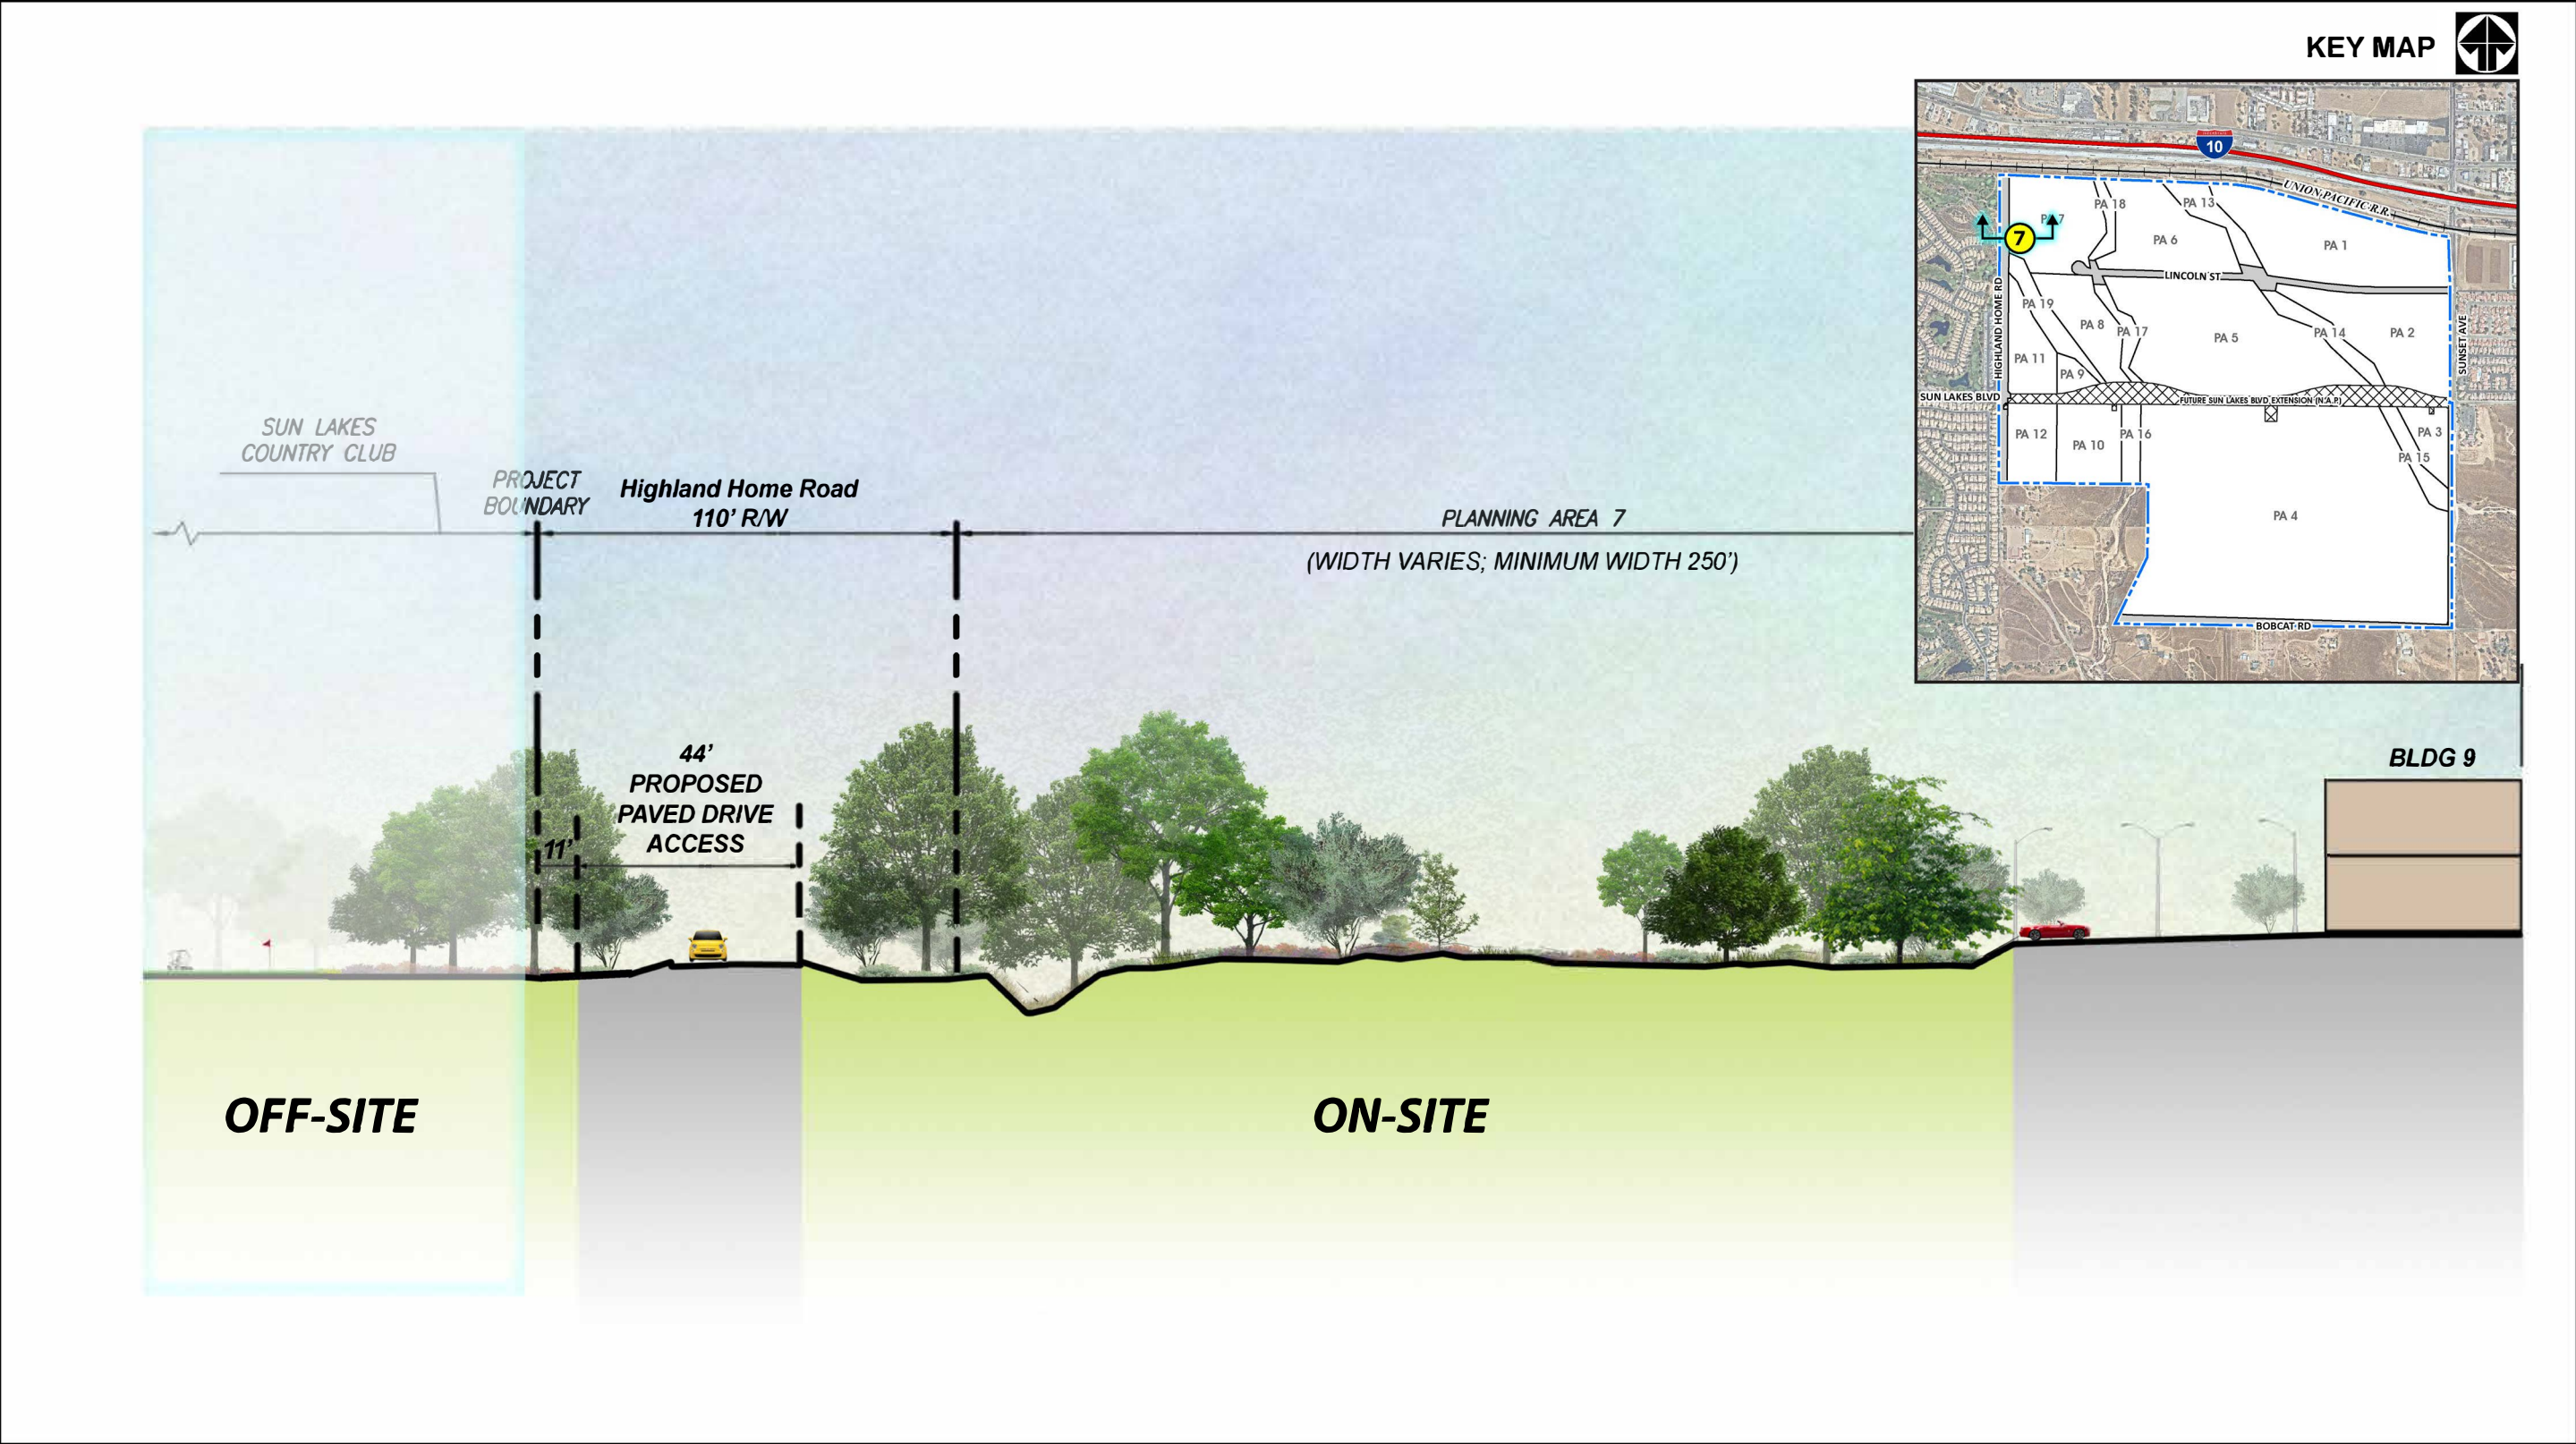 KEY MAP
10
UNION PACIFIC R.R.
PA 18
PA 13
PA 7
7
PA 6
PA 1
LINCOLN ST
HIGHLAND HOME RD
PA 19
PA 8
PA 17
PA 5
PA 14
PA 2
SUNSET AVE
PA 11
PA 9
SUN LAKES BLVD
FUTURE SUN LAKES BLVD EXTENSION (N.A.P.)
PA 12
PA 10
PA 16
PA 3
PA 15
PA 4
BOBCAT RD
SUN LAKES
COUNTRY CLUB
PROJECT
BOUNDARY
Highland Home Road
110' R/W
PLANNING AREA 7
(WIDTH VARIES; MINIMUM WIDTH 250')
44'
PROPOSED
PAVED DRIVE
ACCESS
11'
BLDG 9
OFF-SITE
ON-SITE